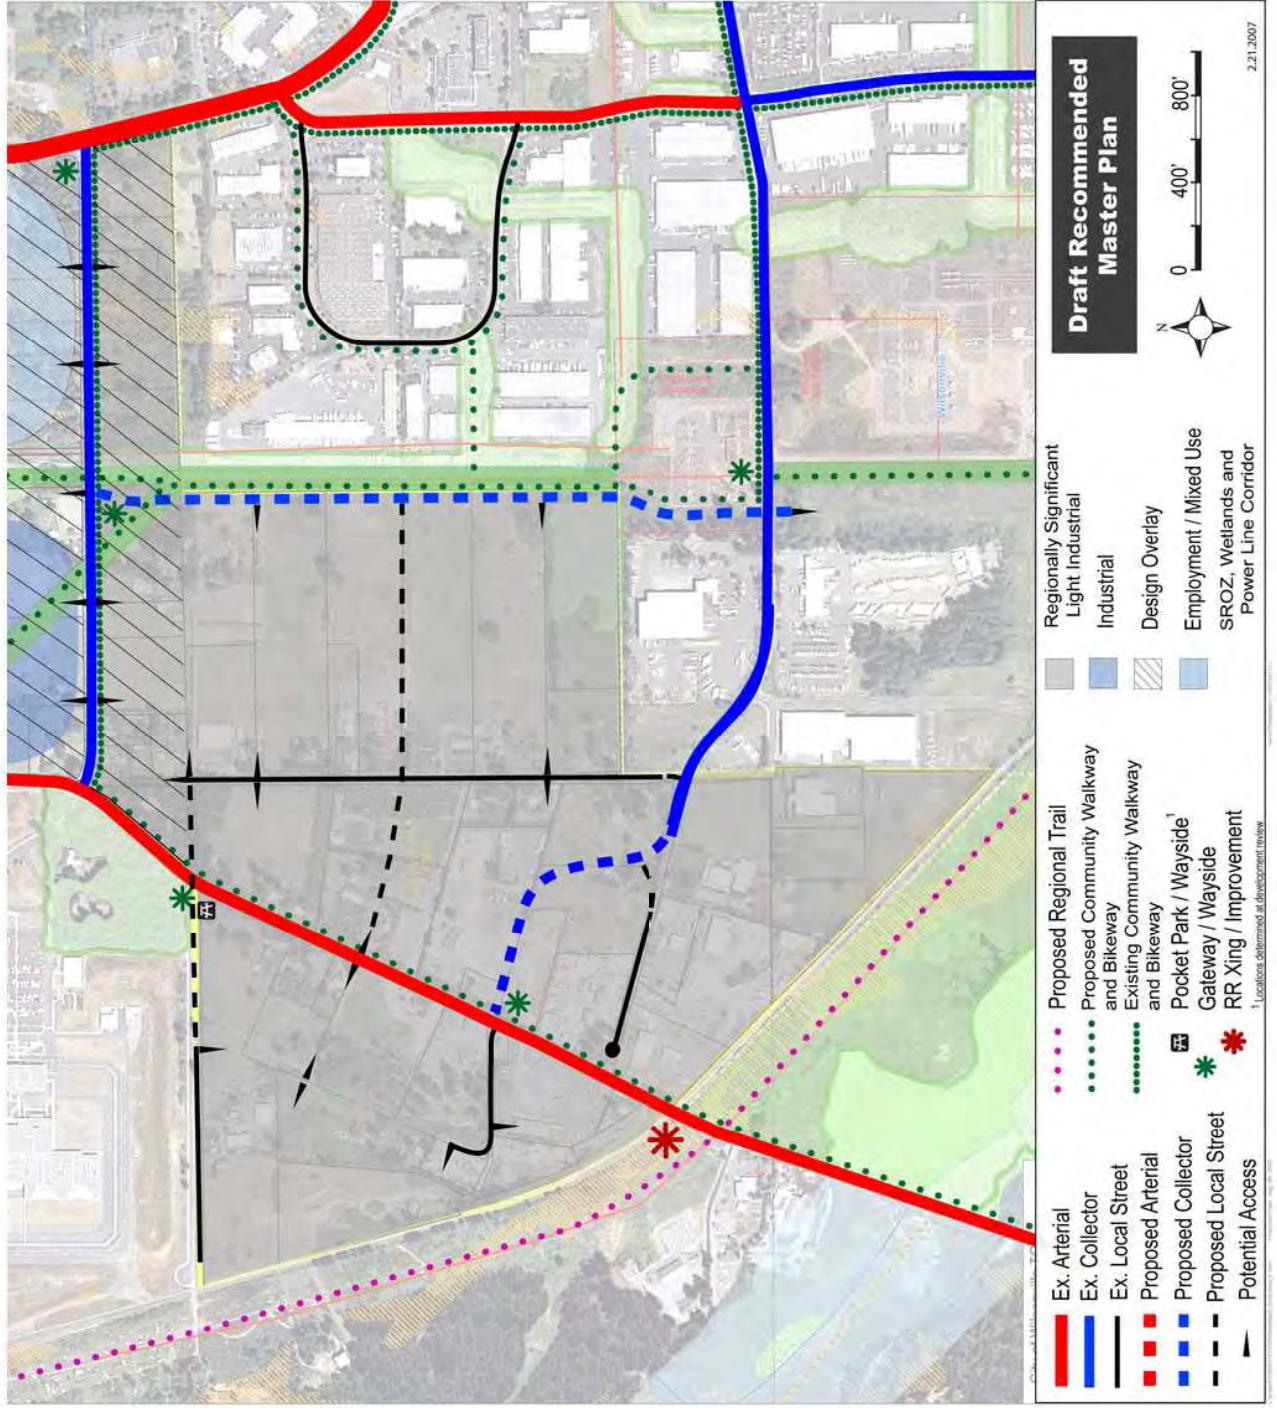 Wilsonville
Ex. Arterial
Ex. Collector
Ex. Local Street
Proposed Arterial
Proposed Collector
Proposed Local Street
Potential Access
Proposed Regional Trail
Proposed Community Walkway
and Bikeway
Existing Community Walkway
and Bikeway
Pocket Park / Wayside¹
Gateway / Wayside
RR Xing / Improvement
¹ Locations determined at development review
Regionally Significant
Light Industrial
Industrial
Design Overlay
Employment / Mixed Use
SROZ, Wetlands and
Power Line Corridor
Draft Recommended
Master Plan
N
0 400' 800'
2.21.2007